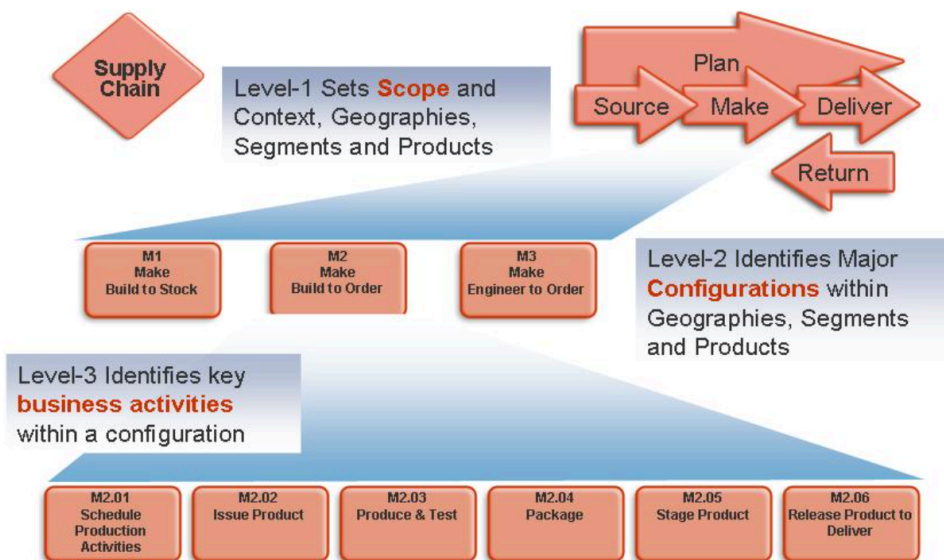 Supply
Chain
Level-1 Sets Scope and
Context, Geographies,
Segments and Products
Plan
Source
Make
Deliver
Return
M1
Make
Build to Stock
M2
Make
Build to Order
M3
Make
Engineer to Order
Level-2 Identifies Major
Configurations within
Geographies, Segments
and Products
Level-3 Identifies key
business activities
within a configuration
M2.01
Schedule
Production
Activities
M2.02
Issue Product
M2.03
Produce & Test
M2.04
Package
M2.05
Stage Product
M2.06
Release Product to
Deliver